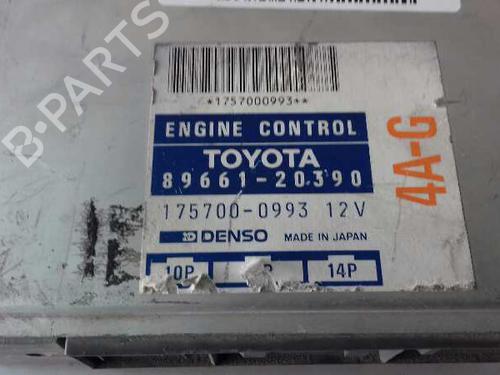 B-PARTS
*1757000993**
ENGINE CONTROL
TOYOTA
89661-20390
175700-0993 12V
DENSO MADE IN JAPAN
10P
P
14P
4A-G